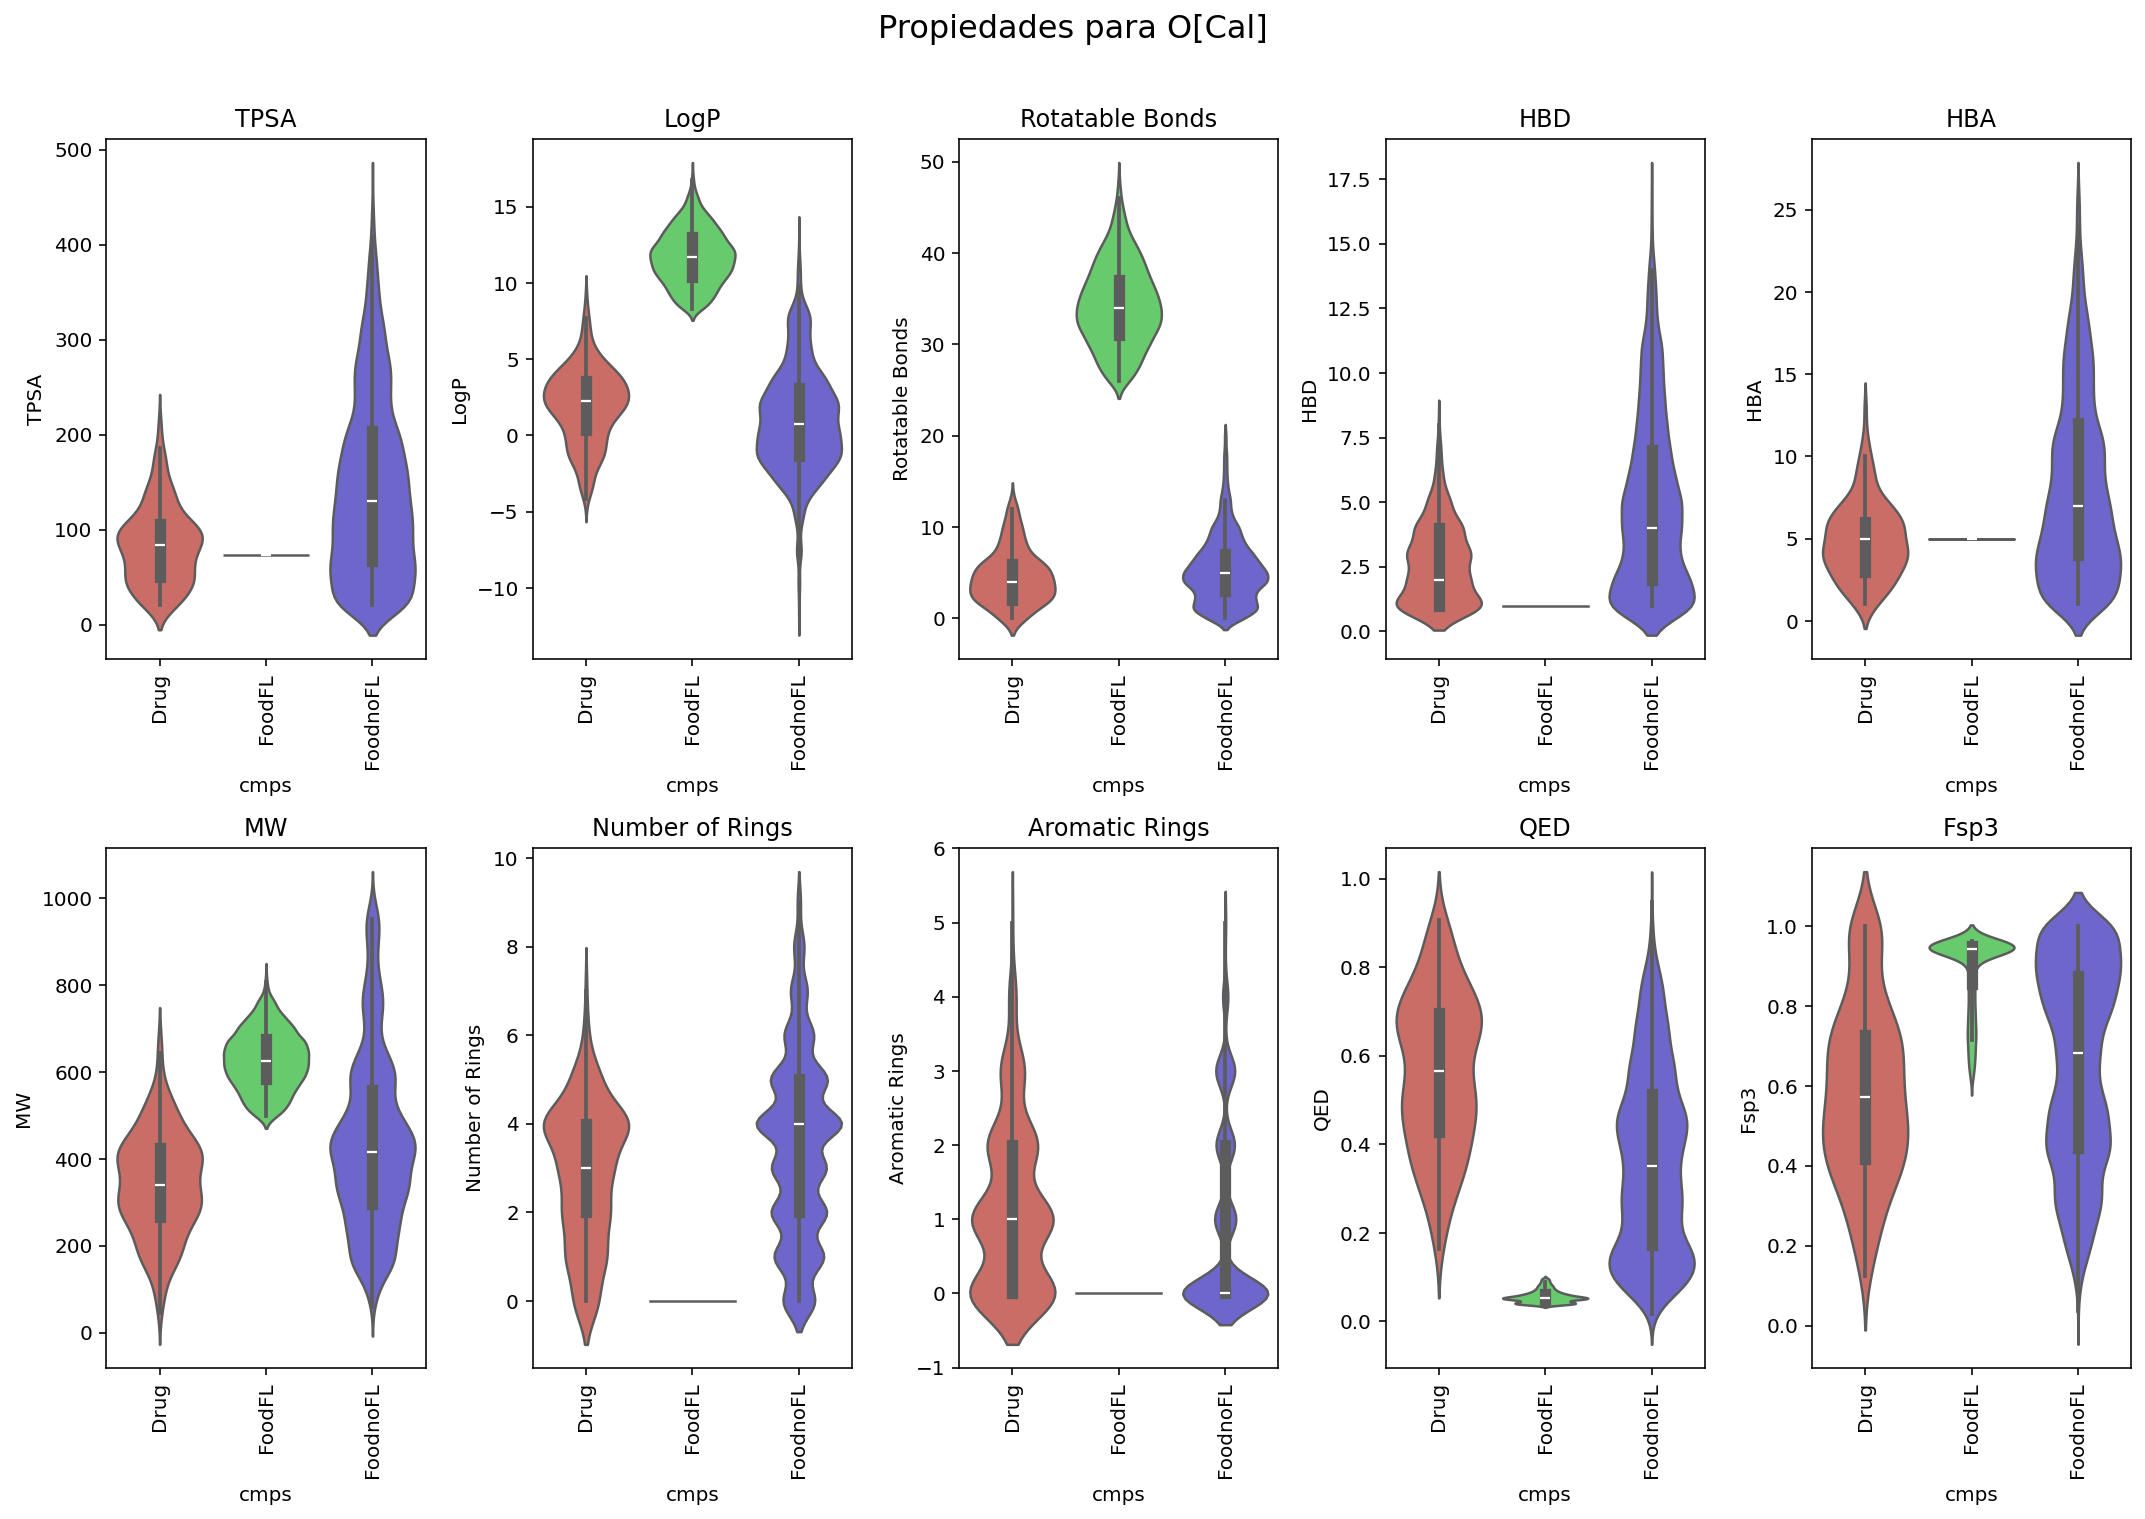 Propiedades para O[Cal]
TPSA
TPSA
500
400
300
200
100
0
Drug
FoodFL
FoodnoFL
cmps
LogP
LogP
15
10
5
0
−5
−10
Drug
FoodFL
FoodnoFL
cmps
Rotatable Bonds
Rotatable Bonds
50
40
30
20
10
0
Drug
FoodFL
FoodnoFL
cmps
HBD
HBD
17.5
15.0
12.5
10.0
7.5
5.0
2.5
0.0
Drug
FoodFL
FoodnoFL
cmps
HBA
HBA
25
20
15
10
5
0
Drug
FoodFL
FoodnoFL
cmps
MW
MW
1000
800
600
400
200
0
Drug
FoodFL
FoodnoFL
cmps
Number of Rings
Number of Rings
10
8
6
4
2
0
Drug
FoodFL
FoodnoFL
cmps
Aromatic Rings
Aromatic Rings
6
5
4
3
2
1
0
−1
Drug
FoodFL
FoodnoFL
cmps
QED
QED
1.0
0.8
0.6
0.4
0.2
0.0
Drug
FoodFL
FoodnoFL
cmps
Fsp3
Fsp3
1.0
0.8
0.6
0.4
0.2
0.0
Drug
FoodFL
FoodnoFL
cmps